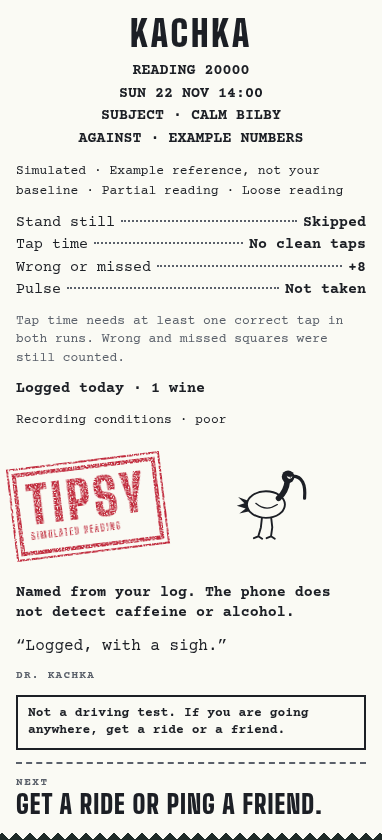 KACHKA
READING 20000
SUN 22 NOV 14:00
SUBJECT · CALM BILBY
AGAINST · EXAMPLE NUMBERS
Simulated · Example reference, not your
baseline · Partial reading · Loose reading
Stand still Skipped
Tap time No clean taps
Wrong or missed +8
Pulse Not taken
Tap time needs at least one correct tap in
both runs. Wrong and missed squares were
still counted.
Logged today · 1 wine
Recording conditions · poor
TIPSY
SIMULATED READING
Named from your log. The phone does
not detect caffeine or alcohol.
“Logged, with a sigh.”
DR. KACHKA
Not a driving test. If you are going
anywhere, get a ride or a friend.
NEXT
GET A RIDE OR PING A FRIEND.